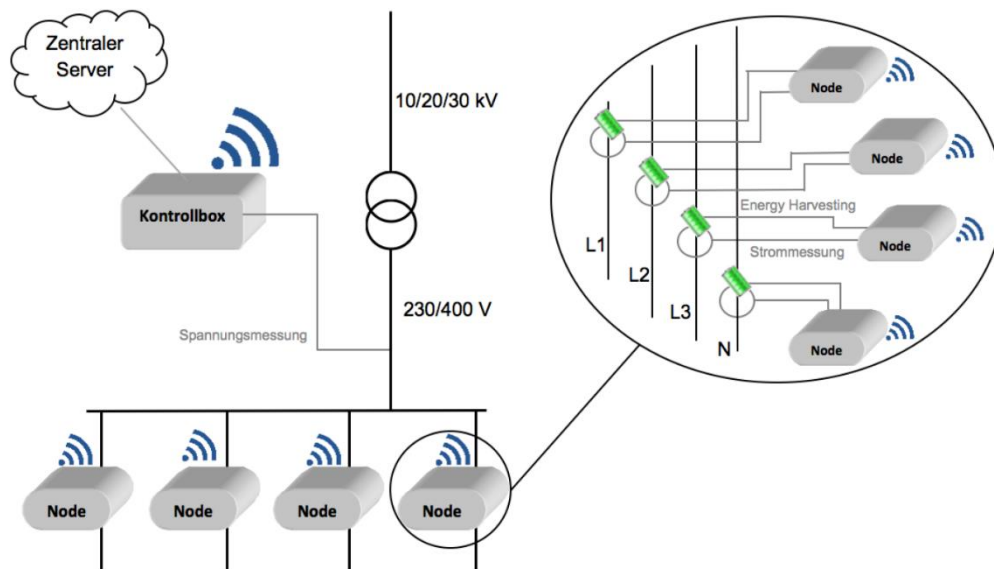 Zentraler
Server
10/20/30 kV
Kontrollbox
230/400 V
Spannungsmessung
Node
Node
Node
Node
Node
Node
Energy Harvesting
Node
Strommessung
L1
L2
L3
N
Node